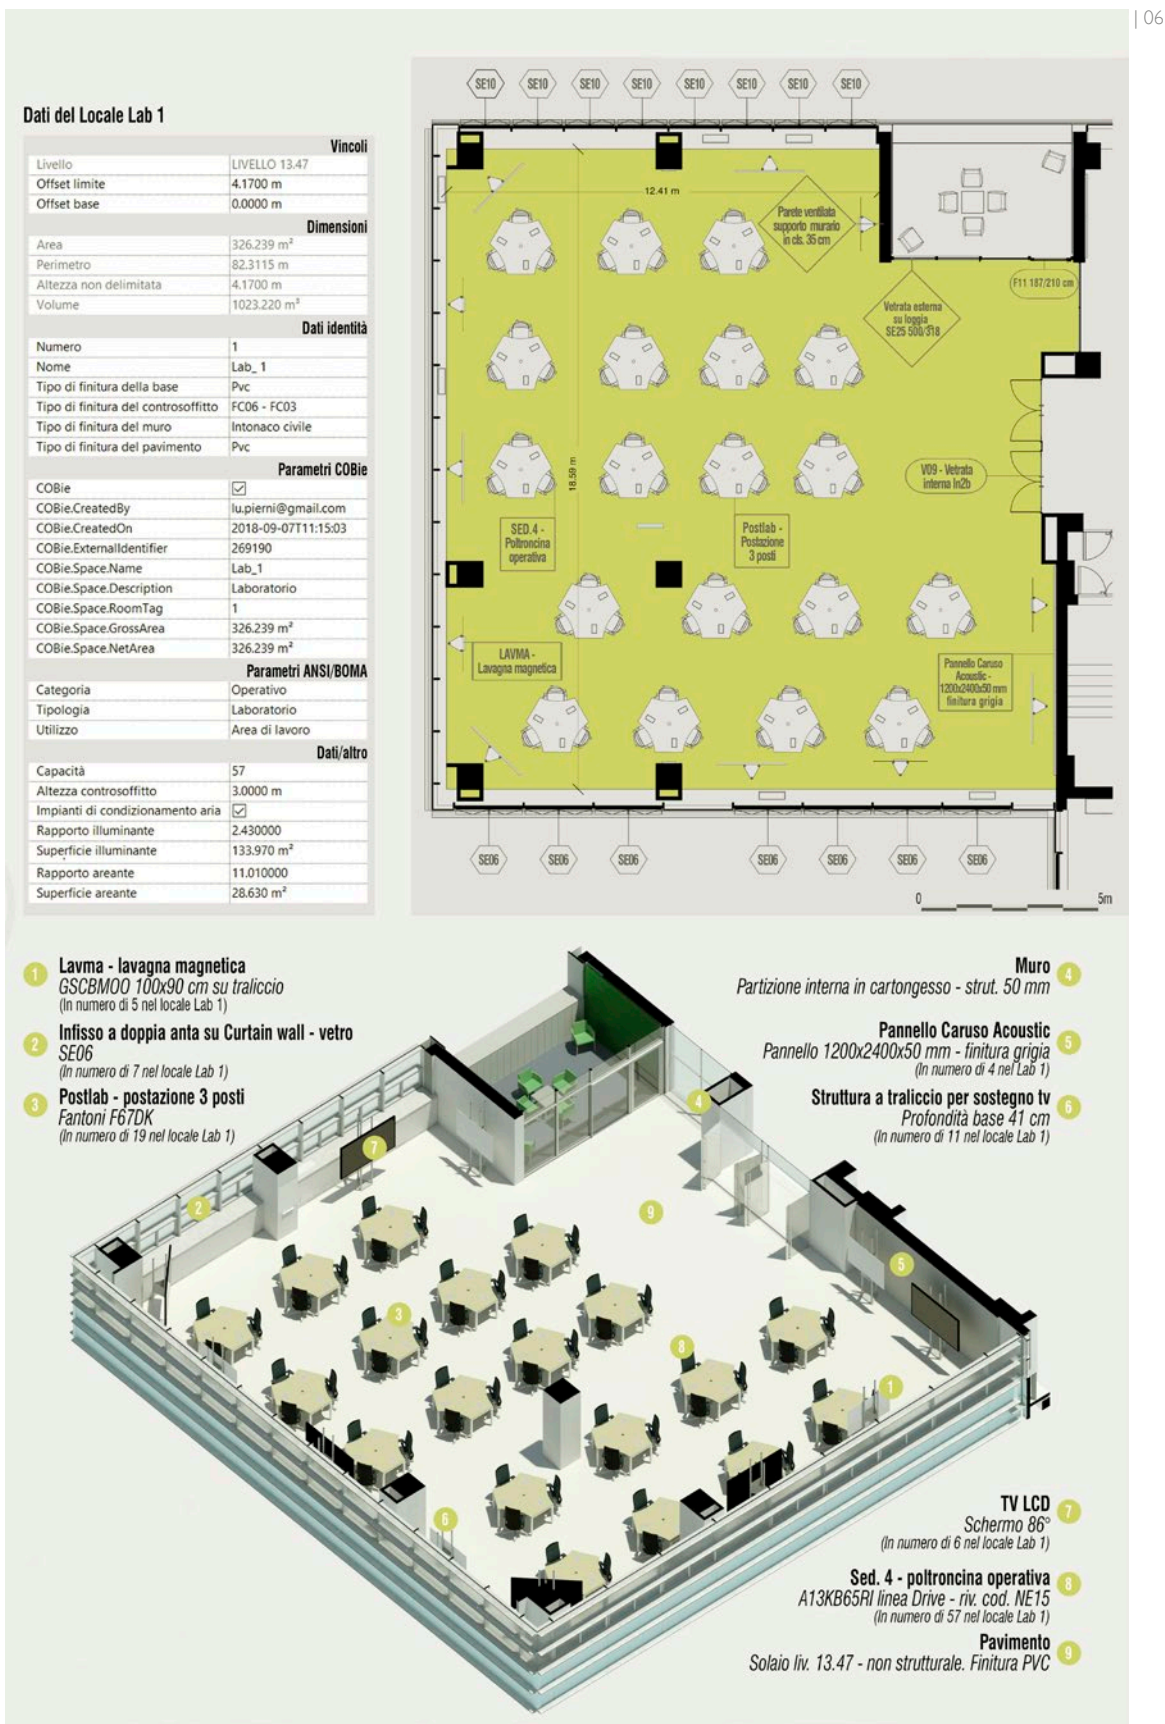 | 06
Dati del Locale Lab 1
Vincoli
Livello LIVELLO 13.47
Offset limite 4.1700 m
Offset base 0.0000 m
Dimensioni
Area 326.239 m²
Perimetro 82.3115 m
Altezza non delimitata 4.1700 m
Volume 1023.220 m³
Dati identità
Numero 1
Nome Lab_ 1
Tipo di finitura della base Pvc
Tipo di finitura del controsoffitto FC06 - FC03
Tipo di finitura del muro Intonaco civile
Tipo di finitura del pavimento Pvc
Parametri COBie
COBie
COBie.CreatedBy lu.pierni@gmail.com
COBie.CreatedOn 2018-09-07T11:15:03
COBie.ExternalIdentifier 269190
COBie.Space.Name Lab_1
COBie.Space.Description Laboratorio
COBie.Space.RoomTag 1
COBie.Space.GrossArea 326.239 m²
COBie.Space.NetArea 326.239 m²
Parametri ANSI/BOMA
Categoria Operativo
Tipologia Laboratorio
Utilizzo Area di lavoro
Dati/altro
Capacità 57
Altezza controsoffitto 3.0000 m
Impianti di condizionamento aria
Rapporto illuminante 2.430000
Superficie illuminante 133.970 m²
Rapporto areante 11.010000
Superficie areante 28.630 m²
SE10 SE10 SE10 SE10 SE10 SE10 SE10 SE10
12.41 m
Parete ventilata
supporto murario
in cls. 35 cm
F11 187/210 cm
Vetrata esterna
su loggia
SE25 500/318
18.59 m
V09 - Vetrata
interna In2b
SED.4 -
Poltroncina
operativa
Postlab -
Postazione
3 posti
LAVMA -
Lavagna magnetica
Pannello Caruso
Acoustic -
1200x2400x50 mm
finitura grigia
SE06 SE06 SE06 SE06 SE06 SE06 SE06
0 5m
1 Lavma - lavagna magnetica
GSCBMOO 100x90 cm su traliccio
(In numero di 5 nel locale Lab 1)
2 Infisso a doppia anta su Curtain wall - vetro
SE06
(In numero di 7 nel locale Lab 1)
3 Postlab - postazione 3 posti
Fantoni F67DK
(In numero di 19 nel locale Lab 1)
Muro 4
Partizione interna in cartongesso - strut. 50 mm
Pannello Caruso Acoustic 5
Pannello 1200x2400x50 mm - finitura grigia
(In numero di 4 nel Lab 1)
Struttura a traliccio per sostegno tv 6
Profondità base 41 cm
(In numero di 11 nel locale Lab 1)
4
7
2
9
5
3
8
1
6
TV LCD 7
Schermo 86°
(In numero di 6 nel locale Lab 1)
Sed. 4 - poltroncina operativa 8
A13KB65RI linea Drive - riv. cod. NE15
(In numero di 57 nel locale Lab 1)
Pavimento 9
Solaio liv. 13.47 - non strutturale. Finitura PVC